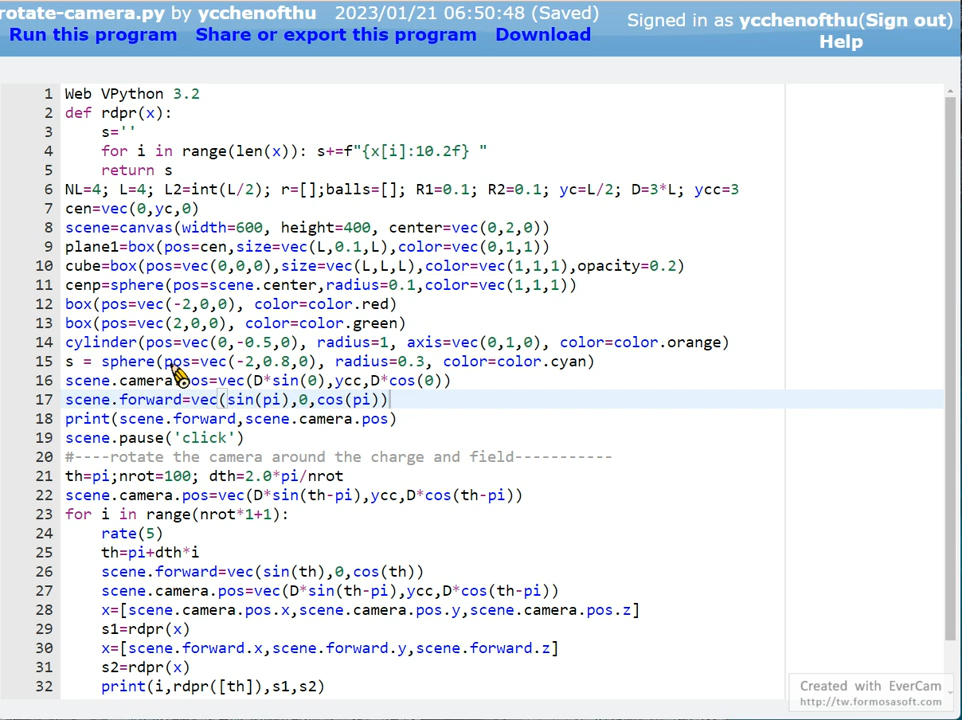 rotate-camera.py by ycchenofthu 2023/01/21 06:50:48 (Saved)
Signed in as ycchenofthu(Sign out)
Run this program Share or export this program Download
Help
1 Web VPython 3.2
2 def rdpr(x):
3 s=''
4 for i in range(len(x)): s+=f"{x[i]:10.2f} "
5 return s
6 NL=4; L=4; L2=int(L/2); r=[];balls=[]; R1=0.1; R2=0.1; yc=L/2; D=3*L; ycc=3
7 cen=vec(0,yc,0)
8 scene=canvas(width=600, height=400, center=vec(0,2,0))
9 plane1=box(pos=cen,size=vec(L,0.1,L),color=vec(0,1,1))
10 cube=box(pos=vec(0,0,0),size=vec(L,L,L),color=vec(1,1,1),opacity=0.2)
11 cenp=sphere(pos=scene.center,radius=0.1,color=vec(1,1,1))
12 box(pos=vec(-2,0,0), color=color.red)
13 box(pos=vec(2,0,0), color=color.green)
14 cylinder(pos=vec(0,-0.5,0), radius=1, axis=vec(0,1,0), color=color.orange)
15 s = sphere(pos=vec(-2,0.8,0), radius=0.3, color=color.cyan)
16 scene.camera.pos=vec(D*sin(0),ycc,D*cos(0))
17 scene.forward=vec(sin(pi),0,cos(pi))
18 print(scene.forward,scene.camera.pos)
19 scene.pause('click')
20 #----rotate the camera around the charge and field-----------
21 th=pi;nrot=100; dth=2.0*pi/nrot
22 scene.camera.pos=vec(D*sin(th-pi),ycc,D*cos(th-pi))
23 for i in range(nrot*1+1):
24 rate(5)
25 th=pi+dth*i
26 scene.forward=vec(sin(th),0,cos(th))
27 scene.camera.pos=vec(D*sin(th-pi),ycc,D*cos(th-pi))
28 x=[scene.camera.pos.x,scene.camera.pos.y,scene.camera.pos.z]
29 s1=rdpr(x)
30 x=[scene.forward.x,scene.forward.y,scene.forward.z]
31 s2=rdpr(x)
32 print(i,rdpr([th]),s1,s2)
Created with EverCam
http://tw.formosasoft.com